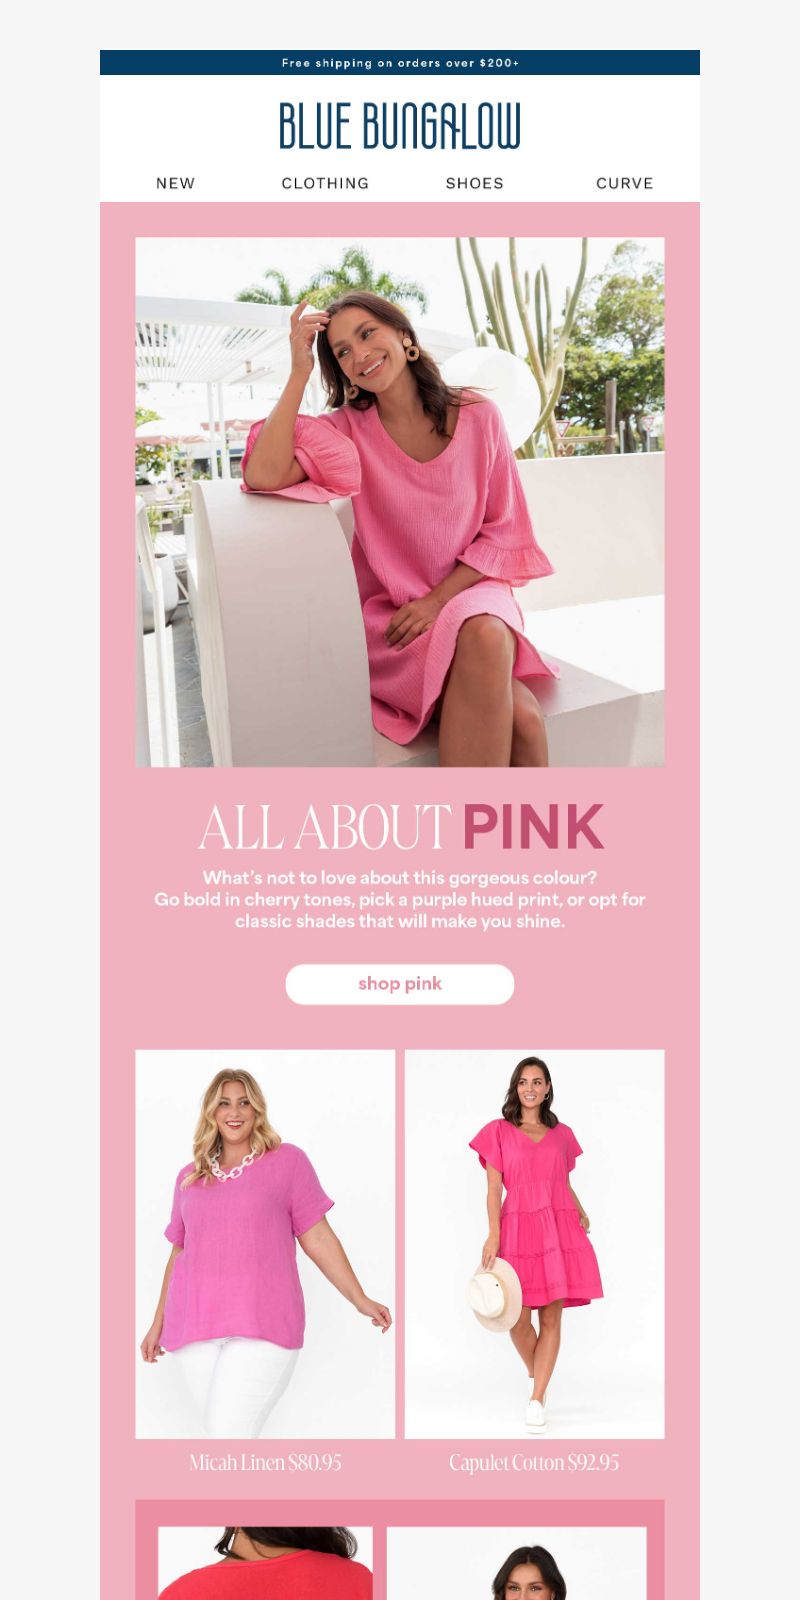 Free shipping on orders over $200+
BLUE BUNGALOW
NEW CLOTHING SHOES CURVE
ALL ABOUT PINK
What's not to love about this gorgeous colour?
Go bold in cherry tones, pick a purple hued print, or opt for
classic shades that will make you shine.
shop pink
Micah Linen $80.95 Capulet Cotton $92.95